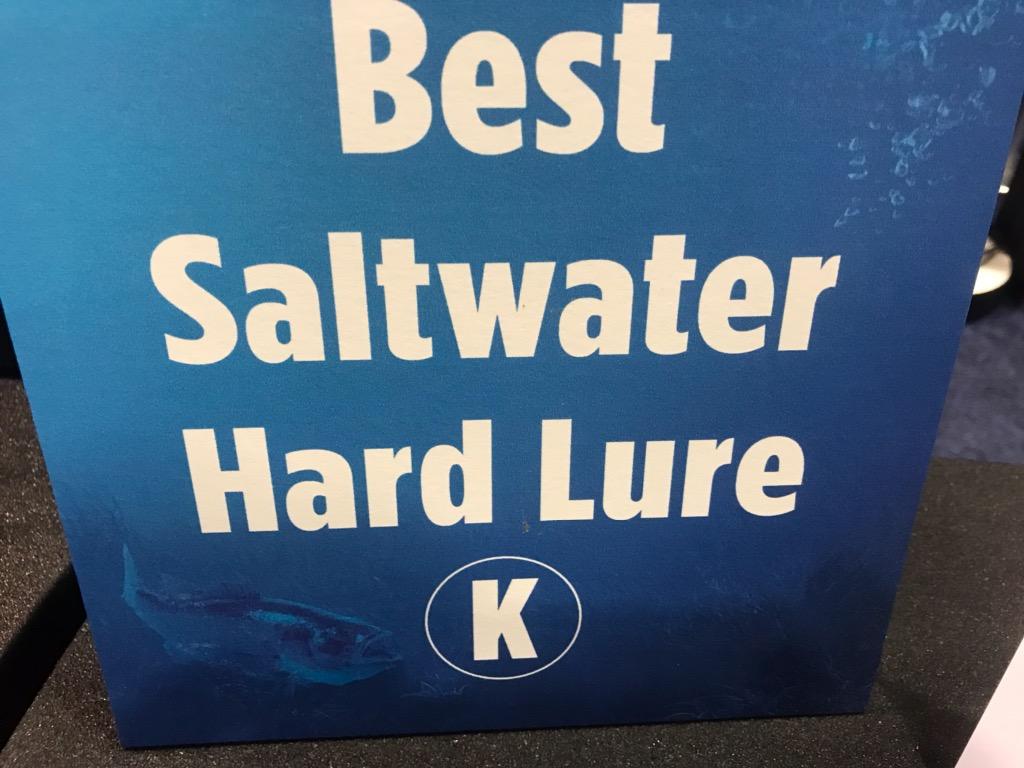 Best
Saltwater
Hard Lure
K